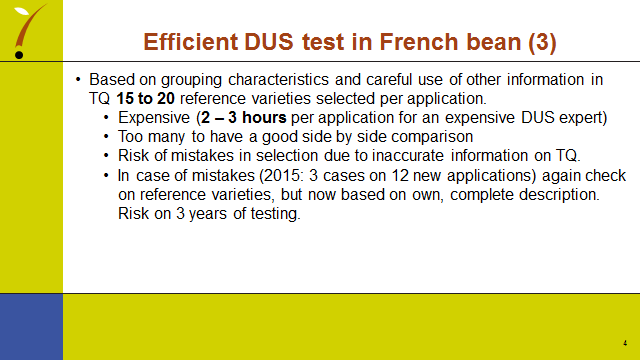 Efficient DUS test in French bean (3)
• Based on grouping characteristics and careful use of other information in
TQ 15 to 20 reference varieties selected per application.
• Expensive (2 – 3 hours per application for an expensive DUS expert)
• Too many to have a good side by side comparison
• Risk of mistakes in selection due to inaccurate information on TQ.
• In case of mistakes (2015: 3 cases on 12 new applications) again check
on reference varieties, but now based on own, complete description.
Risk on 3 years of testing.
4